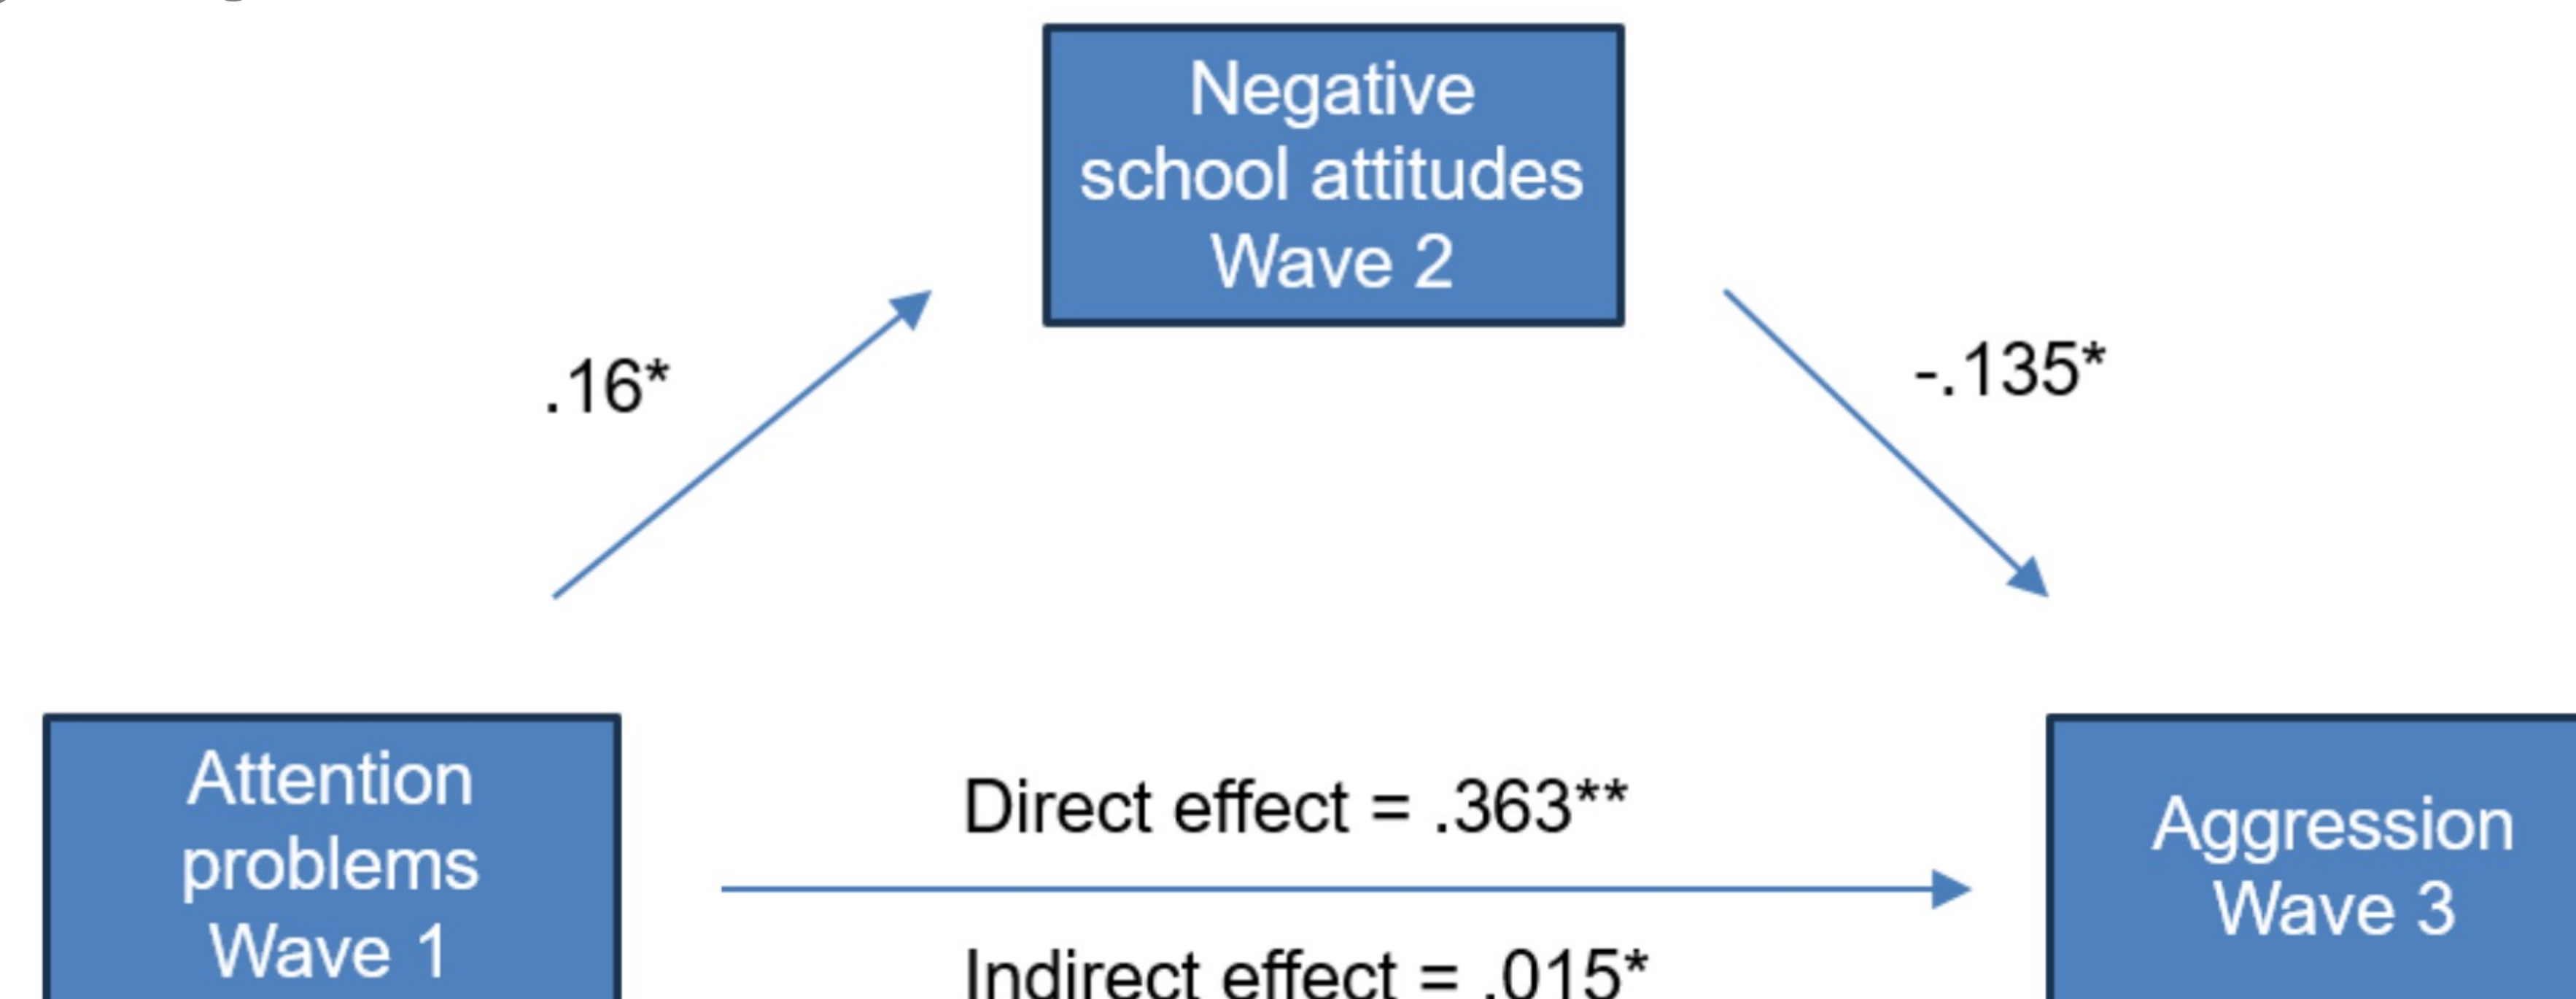 Negative
school attitudes
Wave 2
.16*
-.135*
Attention
problems
Wave 1
Direct effect = .363**
Indirect effect = .015*
Aggression
Wave 3